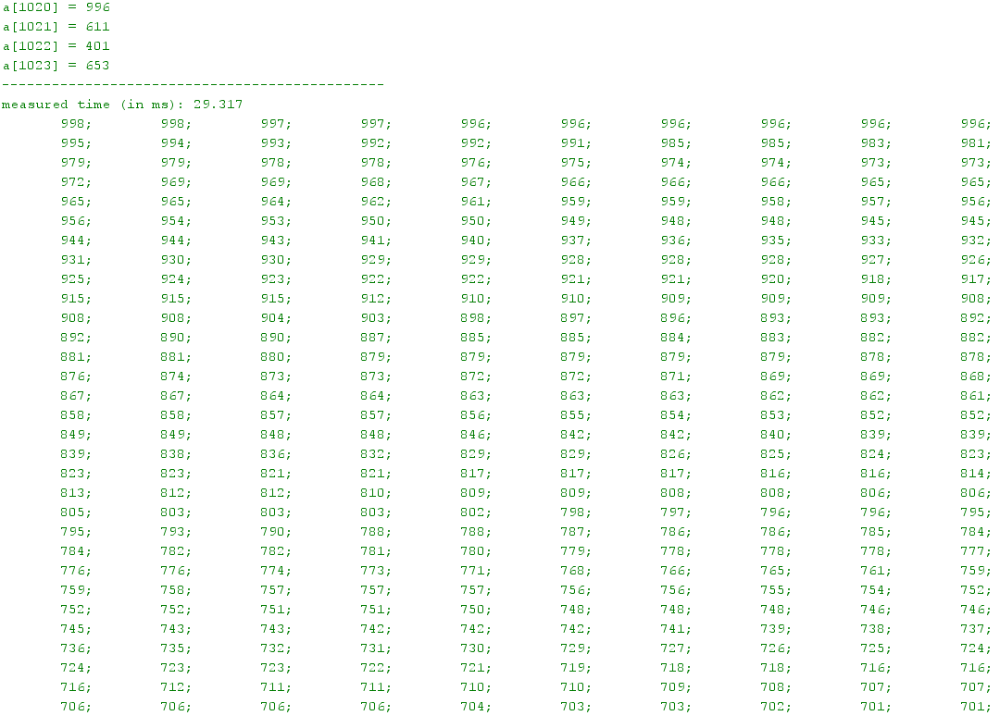 a[1020] = 996
a[1021] = 611
a[1022] = 401
a[1023] = 653
----------------------------------------------
measured time (in ms): 29.317
998; 998; 997; 997; 996; 996; 996; 996; 996; 996;
995; 994; 993; 992; 992; 991; 985; 985; 983; 981;
979; 979; 978; 978; 976; 975; 974; 974; 973; 973;
972; 969; 969; 968; 967; 966; 966; 966; 965; 965;
965; 965; 964; 962; 961; 959; 959; 958; 957; 956;
956; 954; 953; 950; 950; 949; 948; 948; 945; 945;
944; 944; 943; 941; 940; 937; 936; 935; 933; 932;
931; 930; 930; 929; 929; 928; 928; 928; 927; 926;
925; 924; 923; 922; 922; 921; 921; 920; 918; 917;
915; 915; 915; 912; 910; 910; 909; 909; 909; 908;
908; 908; 904; 903; 898; 897; 896; 893; 893; 892;
892; 890; 890; 887; 885; 885; 884; 883; 882; 882;
881; 881; 880; 879; 879; 879; 879; 879; 878; 878;
876; 874; 873; 873; 872; 872; 871; 869; 869; 868;
867; 867; 864; 864; 863; 863; 863; 862; 862; 861;
858; 858; 857; 857; 856; 855; 854; 853; 852; 852;
849; 849; 848; 848; 846; 842; 842; 840; 839; 839;
839; 838; 836; 832; 829; 829; 826; 825; 824; 823;
823; 823; 821; 821; 817; 817; 817; 816; 816; 814;
813; 812; 812; 810; 809; 809; 808; 808; 806; 806;
805; 803; 803; 803; 802; 798; 797; 796; 796; 795;
795; 793; 790; 788; 788; 787; 786; 786; 785; 784;
784; 782; 782; 781; 780; 779; 778; 778; 778; 777;
776; 776; 774; 773; 771; 768; 766; 765; 761; 759;
759; 758; 757; 757; 757; 756; 756; 755; 754; 752;
752; 752; 751; 751; 750; 748; 748; 748; 746; 746;
745; 743; 743; 742; 742; 742; 741; 739; 738; 737;
736; 735; 732; 731; 730; 729; 727; 726; 725; 724;
724; 723; 723; 722; 721; 719; 718; 718; 716; 716;
716; 712; 711; 711; 710; 710; 709; 708; 707; 707;
706; 706; 706; 706; 704; 703; 703; 702; 701; 701;